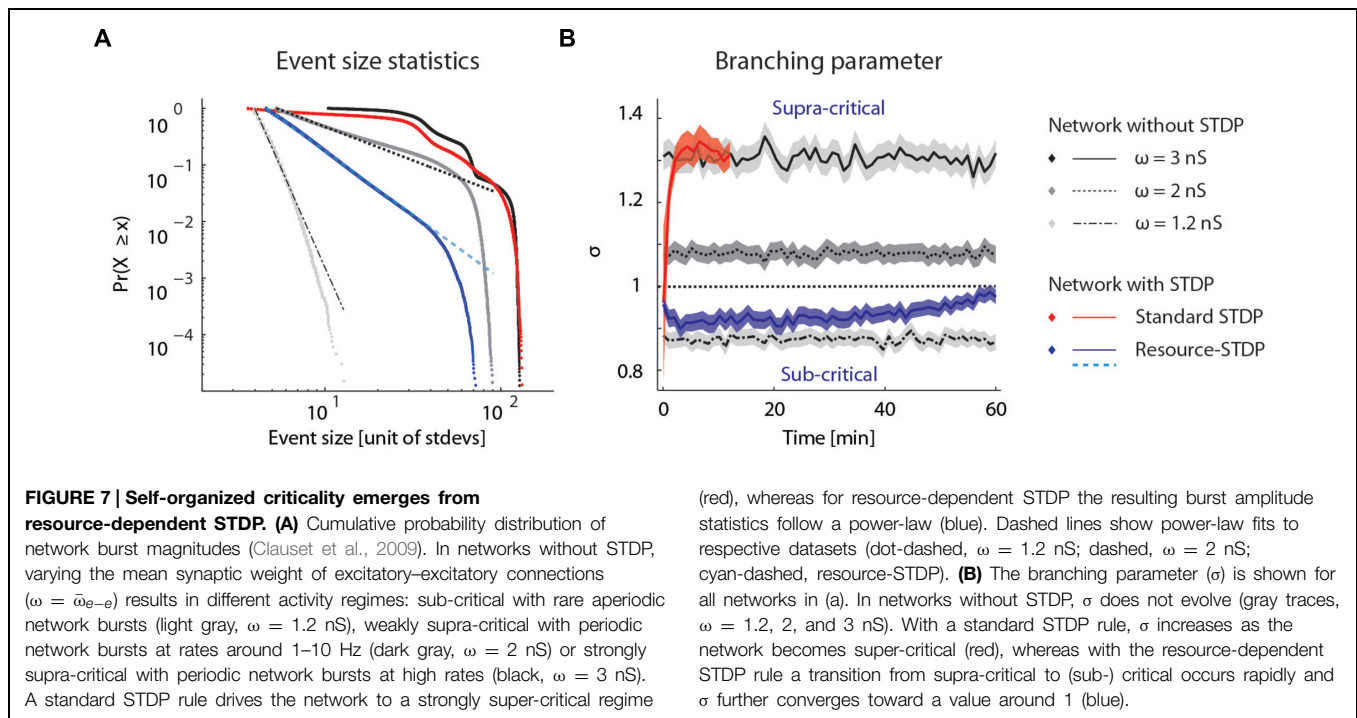 A
Event size statistics
0
10
−1
10
−2
10
−3
10
−4
10
Pr(X ≥ x)
10 1
10 2
Event size [unit of stdevs]
B
Branching parameter
Supra-critical
1.4
1.2
1
0.8
σ
Sub-critical
0
20
40
60
Time [min]
Network without STDP
ω = 3 nS
ω = 2 nS
ω = 1.2 nS
Network with STDP
Standard STDP
Resource-STDP
FIGURE 7 | Self-organized criticality emerges from
resource-dependent STDP. (A) Cumulative probability distribution of
network burst magnitudes (Clauset et al., 2009). In networks without STDP,
varying the mean synaptic weight of excitatory–excitatory connections
(ω = ω̄e−e) results in different activity regimes: sub-critical with rare aperiodic
network bursts (light gray, ω = 1.2 nS), weakly supra-critical with periodic
network bursts at rates around 1–10 Hz (dark gray, ω = 2 nS) or strongly
supra-critical with periodic network bursts at high rates (black, ω = 3 nS).
A standard STDP rule drives the network to a strongly super-critical regime
(red), whereas for resource-dependent STDP the resulting burst amplitude
statistics follow a power-law (blue). Dashed lines show power-law fits to
respective datasets (dot-dashed, ω = 1.2 nS; dashed, ω = 2 nS;
cyan-dashed, resource-STDP). (B) The branching parameter (σ) is shown for
all networks in (a). In networks without STDP, σ does not evolve (gray traces,
ω = 1.2, 2, and 3 nS). With a standard STDP rule, σ increases as the
network becomes super-critical (red), whereas with the resource-dependent
STDP rule a transition from supra-critical to (sub-) critical occurs rapidly and
σ further converges toward a value around 1 (blue).